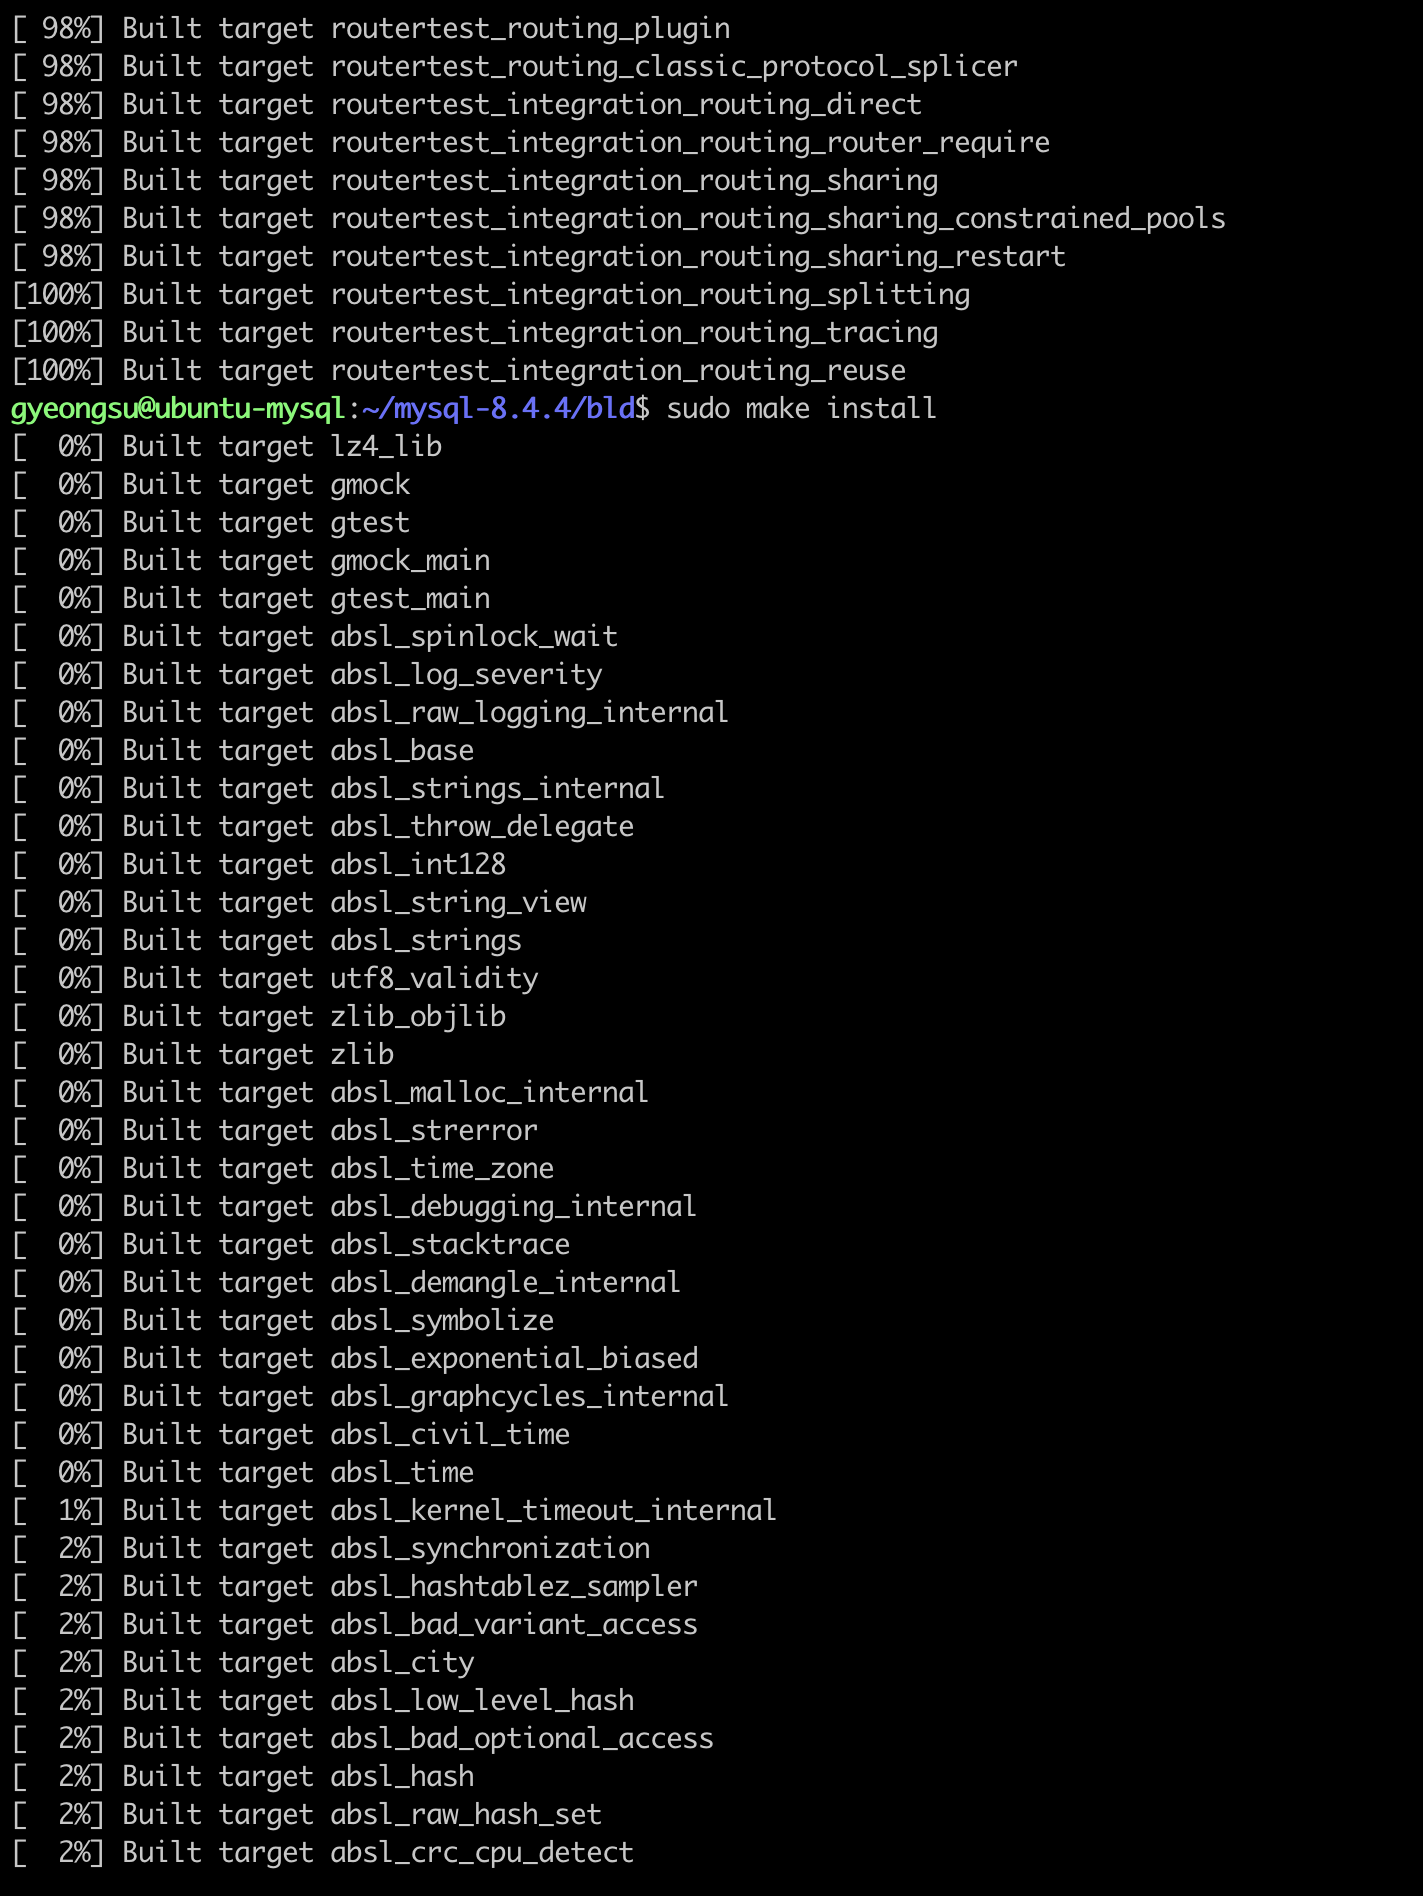 [ 98%] Built target routertest_routing_plugin
[ 98%] Built target routertest_routing_classic_protocol_splicer
[ 98%] Built target routertest_integration_routing_direct
[ 98%] Built target routertest_integration_routing_router_require
[ 98%] Built target routertest_integration_routing_sharing
[ 98%] Built target routertest_integration_routing_sharing_constrained_pools
[ 98%] Built target routertest_integration_routing_sharing_restart
[100%] Built target routertest_integration_routing_splitting
[100%] Built target routertest_integration_routing_tracing
[100%] Built target routertest_integration_routing_reuse
gyeongsu@ubuntu-mysql:~/mysql-8.4.4/bld$ sudo make install
[  0%] Built target lz4_lib
[  0%] Built target gmock
[  0%] Built target gtest
[  0%] Built target gmock_main
[  0%] Built target gtest_main
[  0%] Built target absl_spinlock_wait
[  0%] Built target absl_log_severity
[  0%] Built target absl_raw_logging_internal
[  0%] Built target absl_base
[  0%] Built target absl_strings_internal
[  0%] Built target absl_throw_delegate
[  0%] Built target absl_int128
[  0%] Built target absl_string_view
[  0%] Built target absl_strings
[  0%] Built target utf8_validity
[  0%] Built target zlib_objlib
[  0%] Built target zlib
[  0%] Built target absl_malloc_internal
[  0%] Built target absl_strerror
[  0%] Built target absl_time_zone
[  0%] Built target absl_debugging_internal
[  0%] Built target absl_stacktrace
[  0%] Built target absl_demangle_internal
[  0%] Built target absl_symbolize
[  0%] Built target absl_exponential_biased
[  0%] Built target absl_graphcycles_internal
[  0%] Built target absl_civil_time
[  0%] Built target absl_time
[  1%] Built target absl_kernel_timeout_internal
[  2%] Built target absl_synchronization
[  2%] Built target absl_hashtablez_sampler
[  2%] Built target absl_bad_variant_access
[  2%] Built target absl_city
[  2%] Built target absl_low_level_hash
[  2%] Built target absl_bad_optional_access
[  2%] Built target absl_hash
[  2%] Built target absl_raw_hash_set
[  2%] Built target absl_crc_cpu_detect